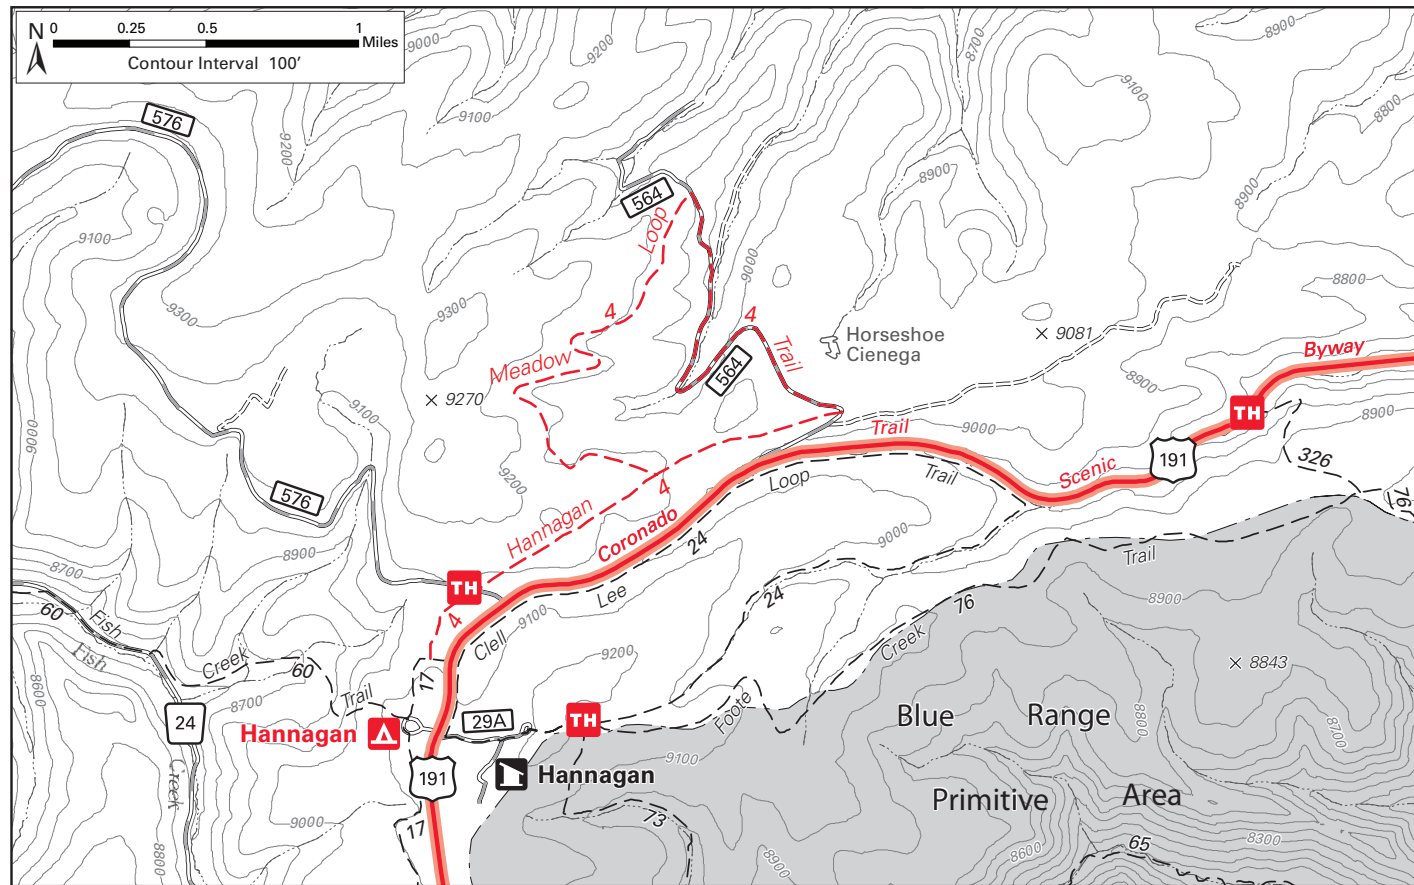 N
0 0.25 0.5 1
Miles
Contour Interval 100'
9000
9200
8700
8900
576
9100
9200
9100
8800
564
8900
8900
9100
Loop
9000
8800
9300
9300
4
4
Horseshoe
Cienega
9081
Trail
Byway
Meadow
564
8900
9270
9100
TH
8900
9000
Trail
9000
191
326
Scenic
Loop
Trail
576
9200
4
76
Hannagan
Coronado
24
9000
8900
8700
Trail
TH
24
76
8900
60
Fish
Fish
4
9100
Lee
Clell
Creek
Creek
60
9200
8843
8600
17
Trail
8700
Foote
24
Hannagan
29A
TH
Blue Range
8800
8700
191
Hannagan
9100
Creek
Primitive Area
9000
17
73
8800
8900
8600
65
8300